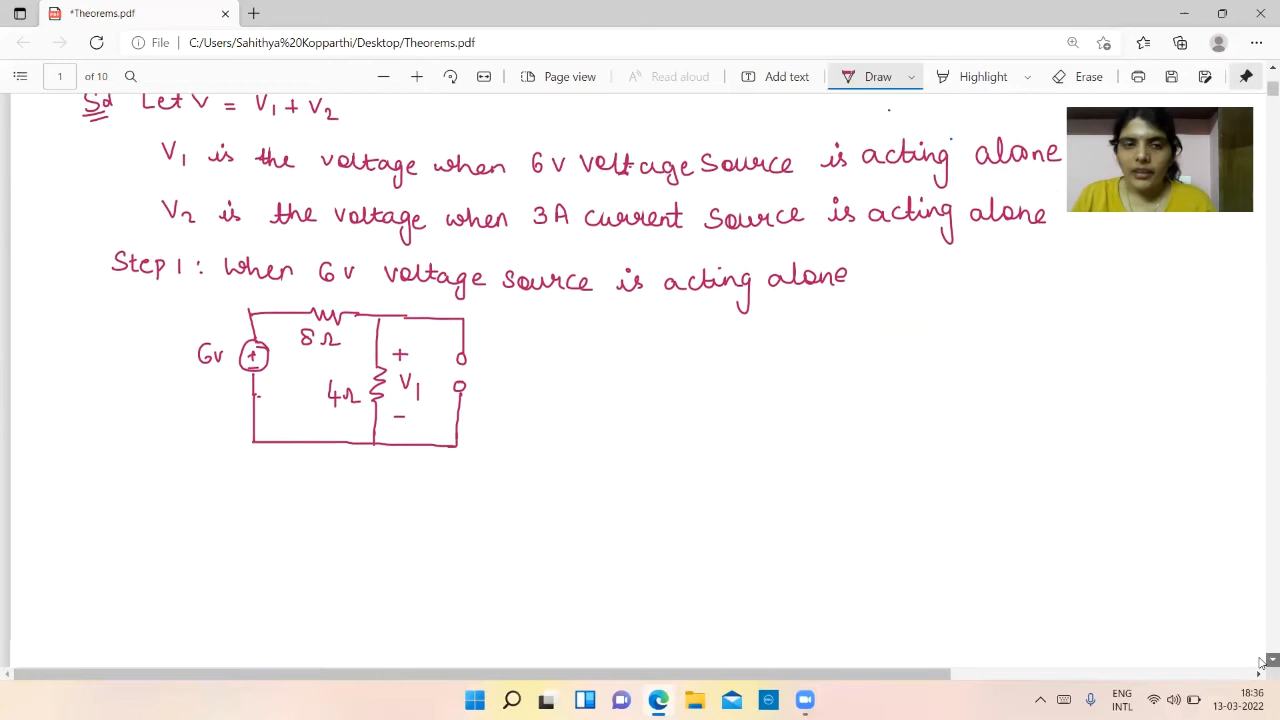 *Theorems.pdf
File C:/Users/Sahithya%20Kopparthi/Desktop/Theorems.pdf
1 of 10 Page view Read aloud Add text Draw Highlight Erase
Sol Let V = V1 + V2
V1 is the voltage when 6v voltage source is acting alone
V2 is the voltage when 3A current source is acting alone
Step 1: When 6v voltage source is acting alone
8Ω
6v + −
4Ω
+ V1 −
ENG INTL
18:36
13-03-2022